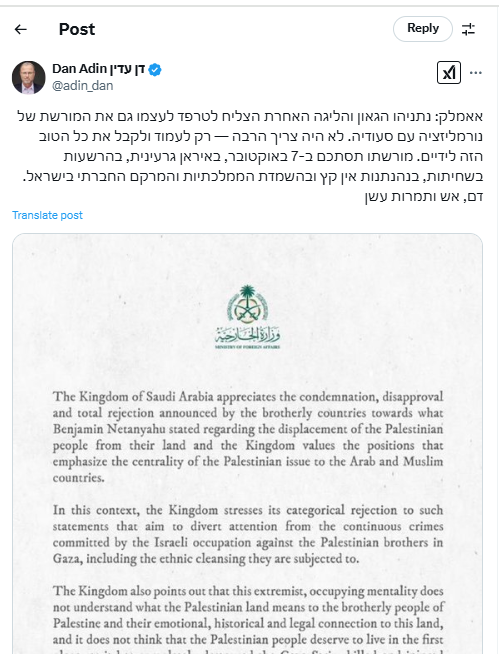 Post
Reply
Dan Adin דן עדין
@adin_dan
אאמלק: נתניהו הגאון והליגה האחרת הצליח לטרפד לעצמו גם את המורשת של
נורמליזציה עם סעודיה. לא היה צריך הרבה — רק לעמוד ולקבל את כל הטוב
הזה לידיים. מורשתו תסתכם ב-7 באוקטובר, באיראן גרעינית, בהרשעות
בשחיתות, בנהנתנות אין קץ ובהשמדת הממלכתיות והמרקם החברתי בישראל.
דם, אש ותמרות עשן
Translate post
وزارة الخارجية
MINISTRY OF FOREIGN AFFAIRS
The Kingdom of Saudi Arabia appreciates the condemnation, disapproval
and total rejection announced by the brotherly countries towards what
Benjamin Netanyahu stated regarding the displacement of the Palestinian
people from their land and the Kingdom values the positions that
emphasize the centrality of the Palestinian issue to the Arab and Muslim
countries.
In this context, the Kingdom stresses its categorical rejection to such
statements that aim to divert attention from the continuous crimes
committed by the Israeli occupation against the Palestinian brothers in
Gaza, including the ethnic cleansing they are subjected to.
The Kingdom also points out that this extremist, occupying mentality does
not understand what the Palestinian land means to the brotherly people of
Palestine and their emotional, historical and legal connection to this land,
and it does not think that the Palestinian people deserve to live in the first